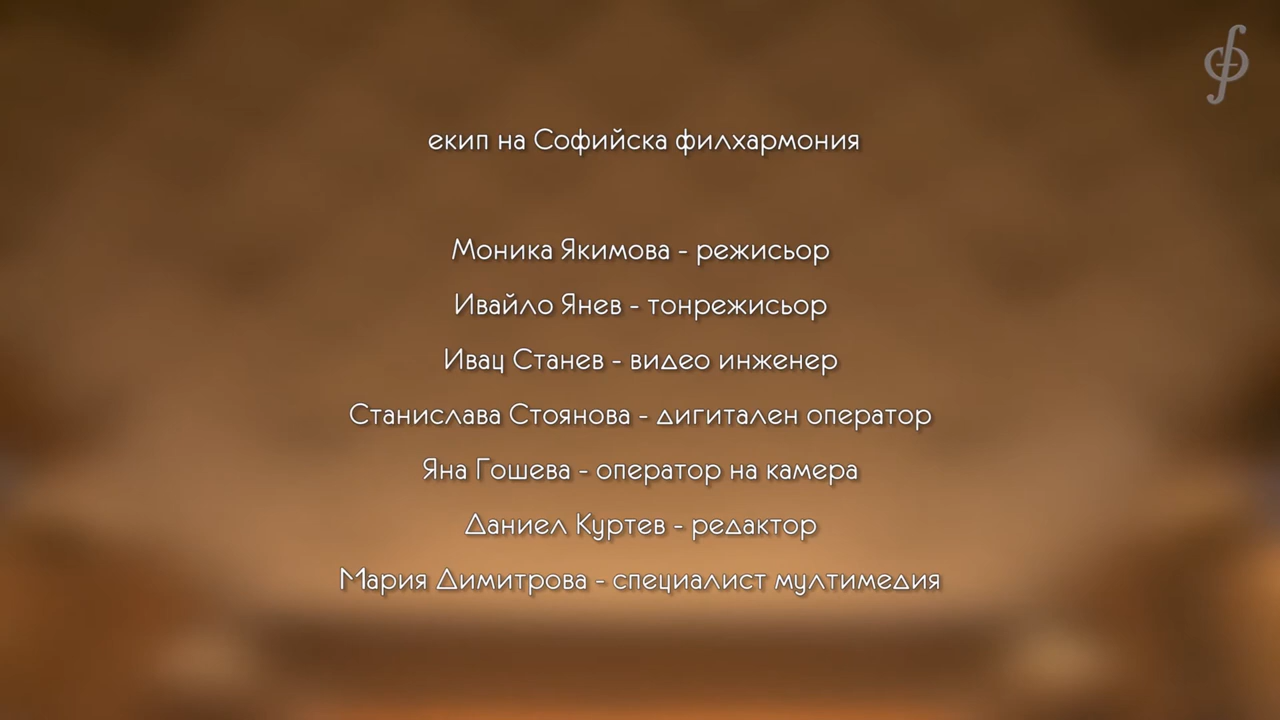 екип на Софийска филхармония
Моника Якимова - режисьор
Ивайло Янев - тонрежисьор
Ивац Станев - видео инженер
Станислава Стоянова - дигитален оператор
Яна Гошева - оператор на камера
Даниел Куртев - редактор
Мария Димитрова - специалист мултимедия